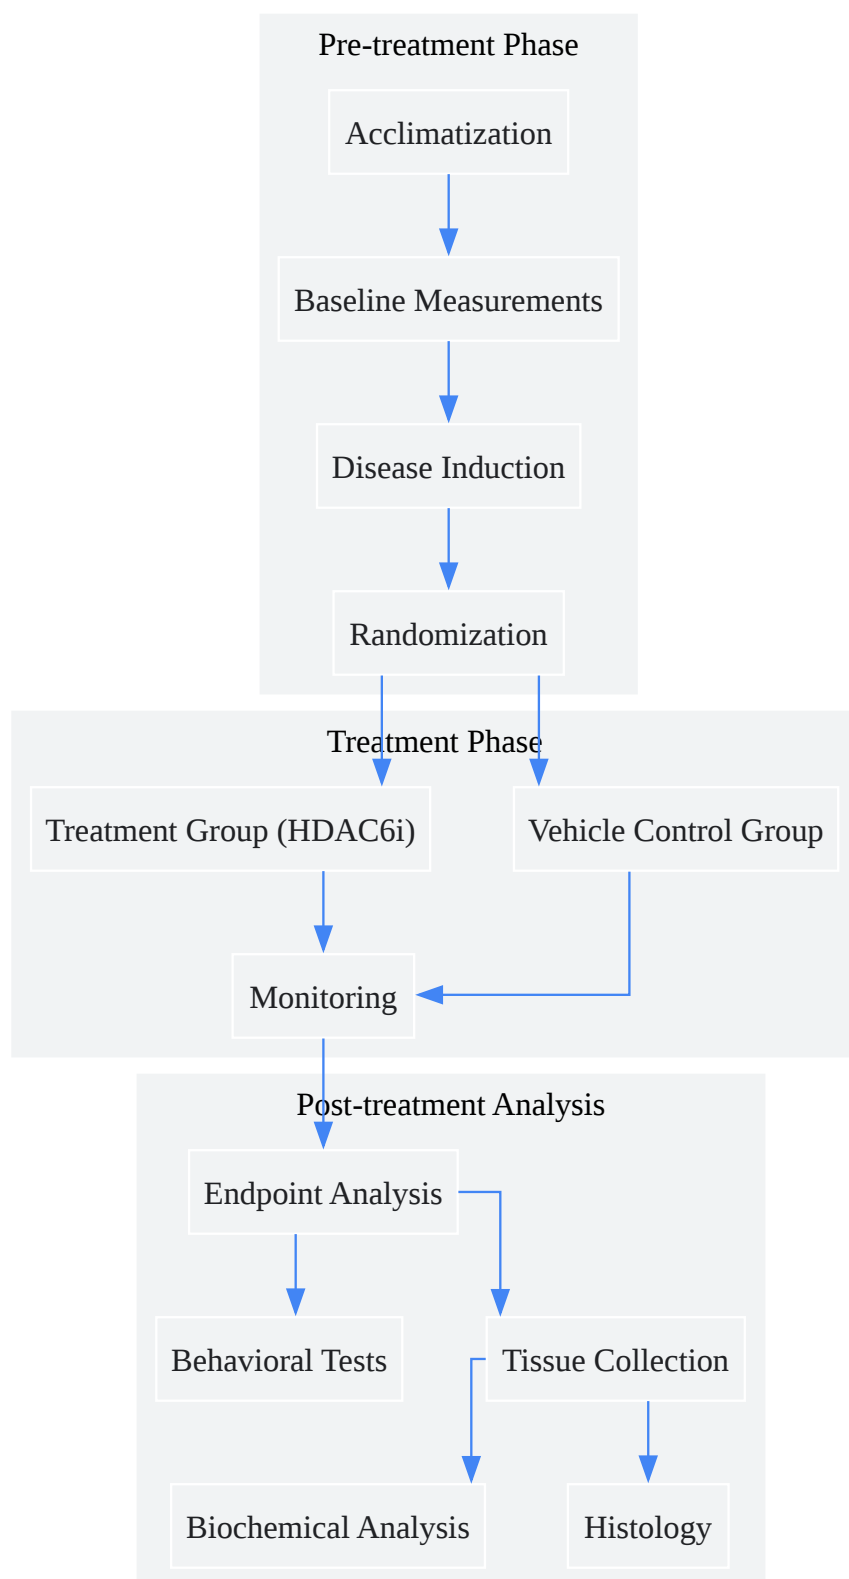 Pre-treatment Phase
Acclimatization
Baseline Measurements
Disease Induction
Randomization
Treatment Phase
Treatment Group (HDAC6i)
Vehicle Control Group
Monitoring
Post-treatment Analysis
Endpoint Analysis
Behavioral Tests
Tissue Collection
Biochemical Analysis
Histology